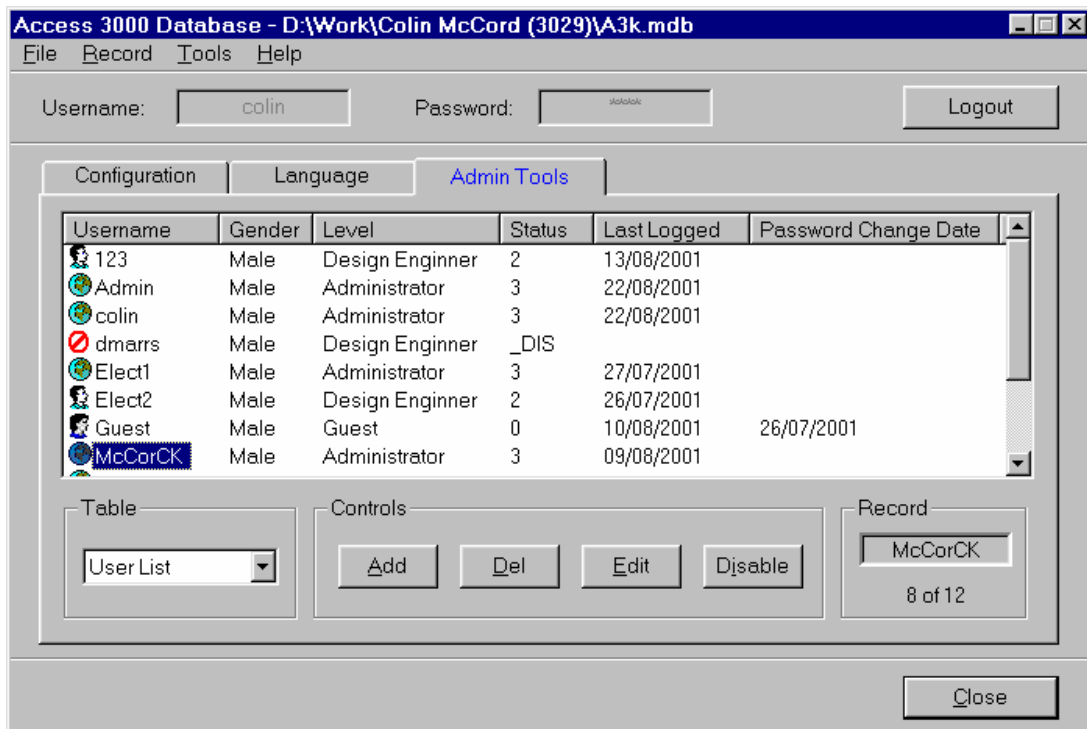 Access 3000 Database - D:\Work\Colin McCord (3029)\A3k.mdb
File Record Tools Help
Username: colin Password: ***** Logout
Configuration Language Admin Tools
Username Gender Level Status Last Logged Password Change Date
123 Male Design Enginner 2 13/08/2001
Admin Male Administrator 3 22/08/2001
colin Male Administrator 3 22/08/2001
dmarrs Male Design Enginner _DIS
Elect1 Male Administrator 3 27/07/2001
Elect2 Male Design Enginner 2 26/07/2001
Guest Male Guest 0 10/08/2001 26/07/2001
McCorCK Male Administrator 3 09/08/2001
Table Controls Record
User List Add Del Edit Disable McCorCK
8 of 12
Close